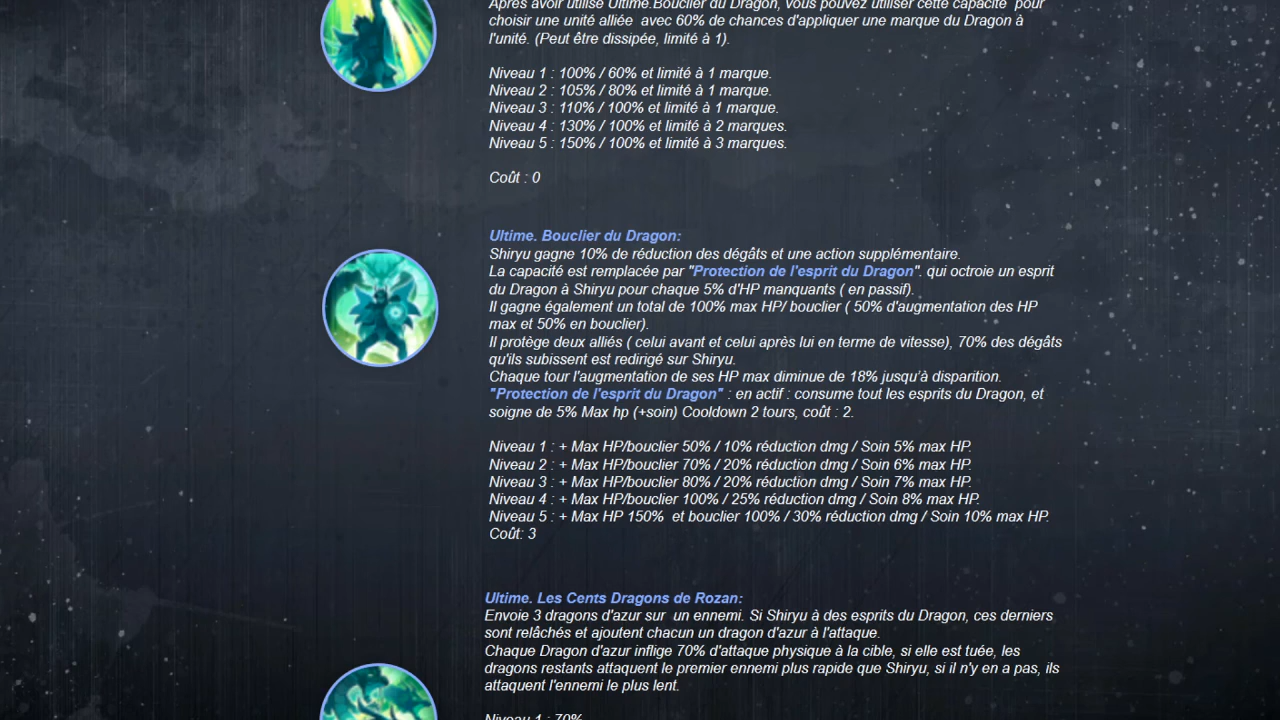 Après avoir utilisé Ultime.Bouclier du Dragon, vous pouvez utiliser cette capacité pour
choisir une unité alliée avec 60% de chances d'appliquer une marque du Dragon à
l'unité. (Peut être dissipée, limité à 1).
Niveau 1 : 100% / 60% et limité à 1 marque.
Niveau 2 : 105% / 80% et limité à 1 marque.
Niveau 3 : 110% / 100% et limité à 1 marque.
Niveau 4 : 130% / 100% et limité à 2 marques.
Niveau 5 : 150% / 100% et limité à 3 marques.
Coût : 0
Ultime. Bouclier du Dragon:
Shiryu gagne 10% de réduction des dégâts et une action supplémentaire.
La capacité est remplacée par "Protection de l'esprit du Dragon". qui octroie un esprit
du Dragon à Shiryu pour chaque 5% d'HP manquants ( en passif).
Il gagne également un total de 100% max HP/ bouclier ( 50% d'augmentation des HP
max et 50% en bouclier).
Il protège deux alliés ( celui avant et celui après lui en terme de vitesse), 70% des dégâts
qu'ils subissent est redirigé sur Shiryu.
Chaque tour l'augmentation de ses HP max diminue de 18% jusqu'à disparition.
"Protection de l'esprit du Dragon" : en actif : consume tout les esprits du Dragon, et
soigne de 5% Max hp (+soin) Cooldown 2 tours, coût : 2.
Niveau 1 : + Max HP/bouclier 50% / 10% réduction dmg / Soin 5% max HP.
Niveau 2 : + Max HP/bouclier 70% / 20% réduction dmg / Soin 6% max HP.
Niveau 3 : + Max HP/bouclier 80% / 20% réduction dmg / Soin 7% max HP.
Niveau 4 : + Max HP/bouclier 100% / 25% réduction dmg / Soin 8% max HP.
Niveau 5 : + Max HP 150% et bouclier 100% / 30% réduction dmg / Soin 10% max HP.
Coût: 3
Ultime. Les Cents Dragons de Rozan:
Envoie 3 dragons d'azur sur un ennemi. Si Shiryu à des esprits du Dragon, ces derniers
sont relâchés et ajoutent chacun un dragon d'azur à l'attaque.
Chaque Dragon d'azur inflige 70% d'attaque physique à la cible, si elle est tuée, les
dragons restants attaquent le premier ennemi plus rapide que Shiryu, si il n'y en a pas, ils
attaquent l'ennemi le plus lent.
Niveau 1 : 70%